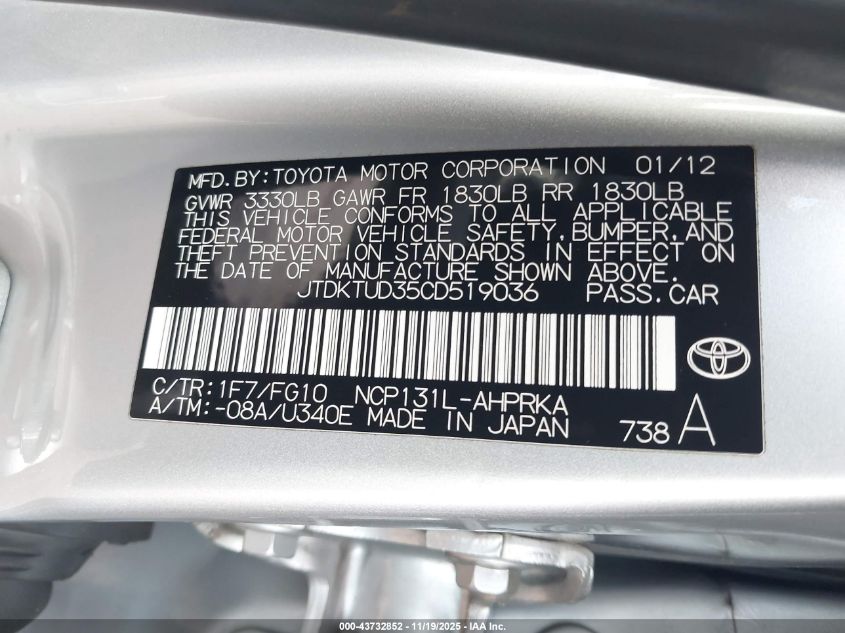 MFD.BY:TOYOTA MOTOR CORPORATION 01/12
GVWR 3330LB GAWR FR 1830LB RR 1830LB
THIS VEHICLE CONFORMS TO ALL APPLICABLE
FEDERAL MOTOR VEHICLE SAFETY,BUMPER,AND
THEFT PREVENTION STANDARDS IN EFFECT ON
THE DATE OF MANUFACTURE SHOWN ABOVE.
JTDKTUD35CD519036 PASS.CAR
C/TR:1F7/FG10 NCP131L-AHPRKA
A/TM:-08A/U340E MADE IN JAPAN 738 A
000-43732852 - 11/19/2025 - IAA Inc.